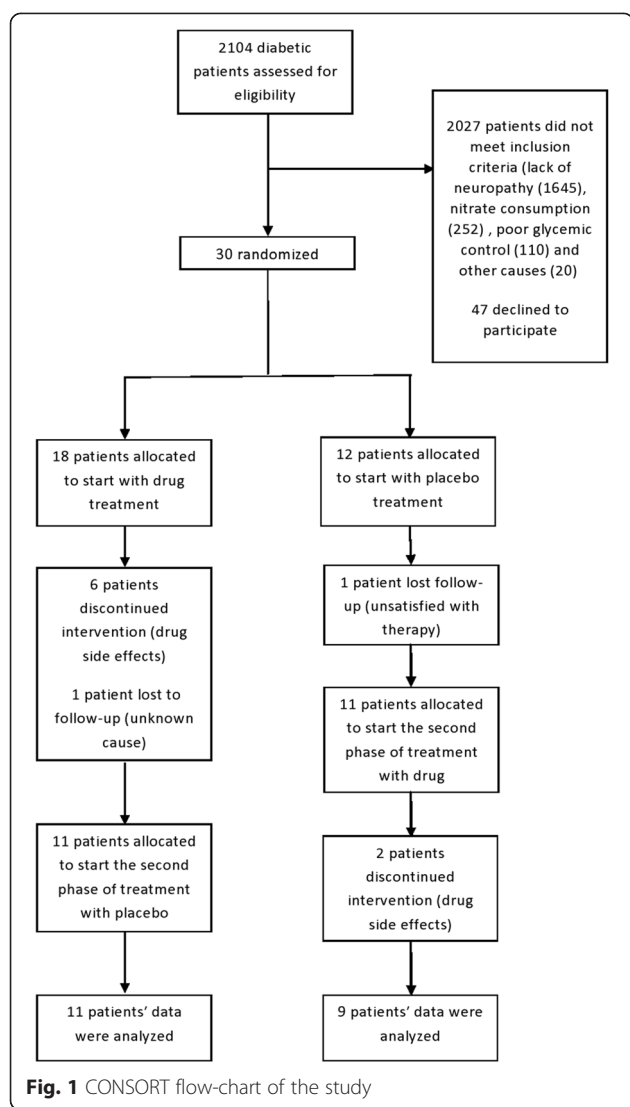 2104 diabetic
patients assessed for
eligibility
2027 patients did not
meet inclusion
criteria (lack of
neuropathy (1645),
nitrate consumption
(252) , poor glycemic
control (110) and
other causes (20)
47 declined to
participate
30 randomized
18 patients allocated
to start with drug
treatment
12 patients allocated
to start with placebo
treatment
6 patients
discontinued
intervention (drug
side effects)
1 patient lost to
follow-up (unknown
cause)
1 patient lost follow-
up (unsatisfied with
therapy)
11 patients allocated
to start the second
phase of treatment
with drug
11 patients allocated
to start the second
phase of treatment
with placebo
2 patients
discontinued
intervention (drug
side effects)
11 patients’ data
were analyzed
9 patients’ data were
analyzed
Fig. 1 CONSORT flow-chart of the study